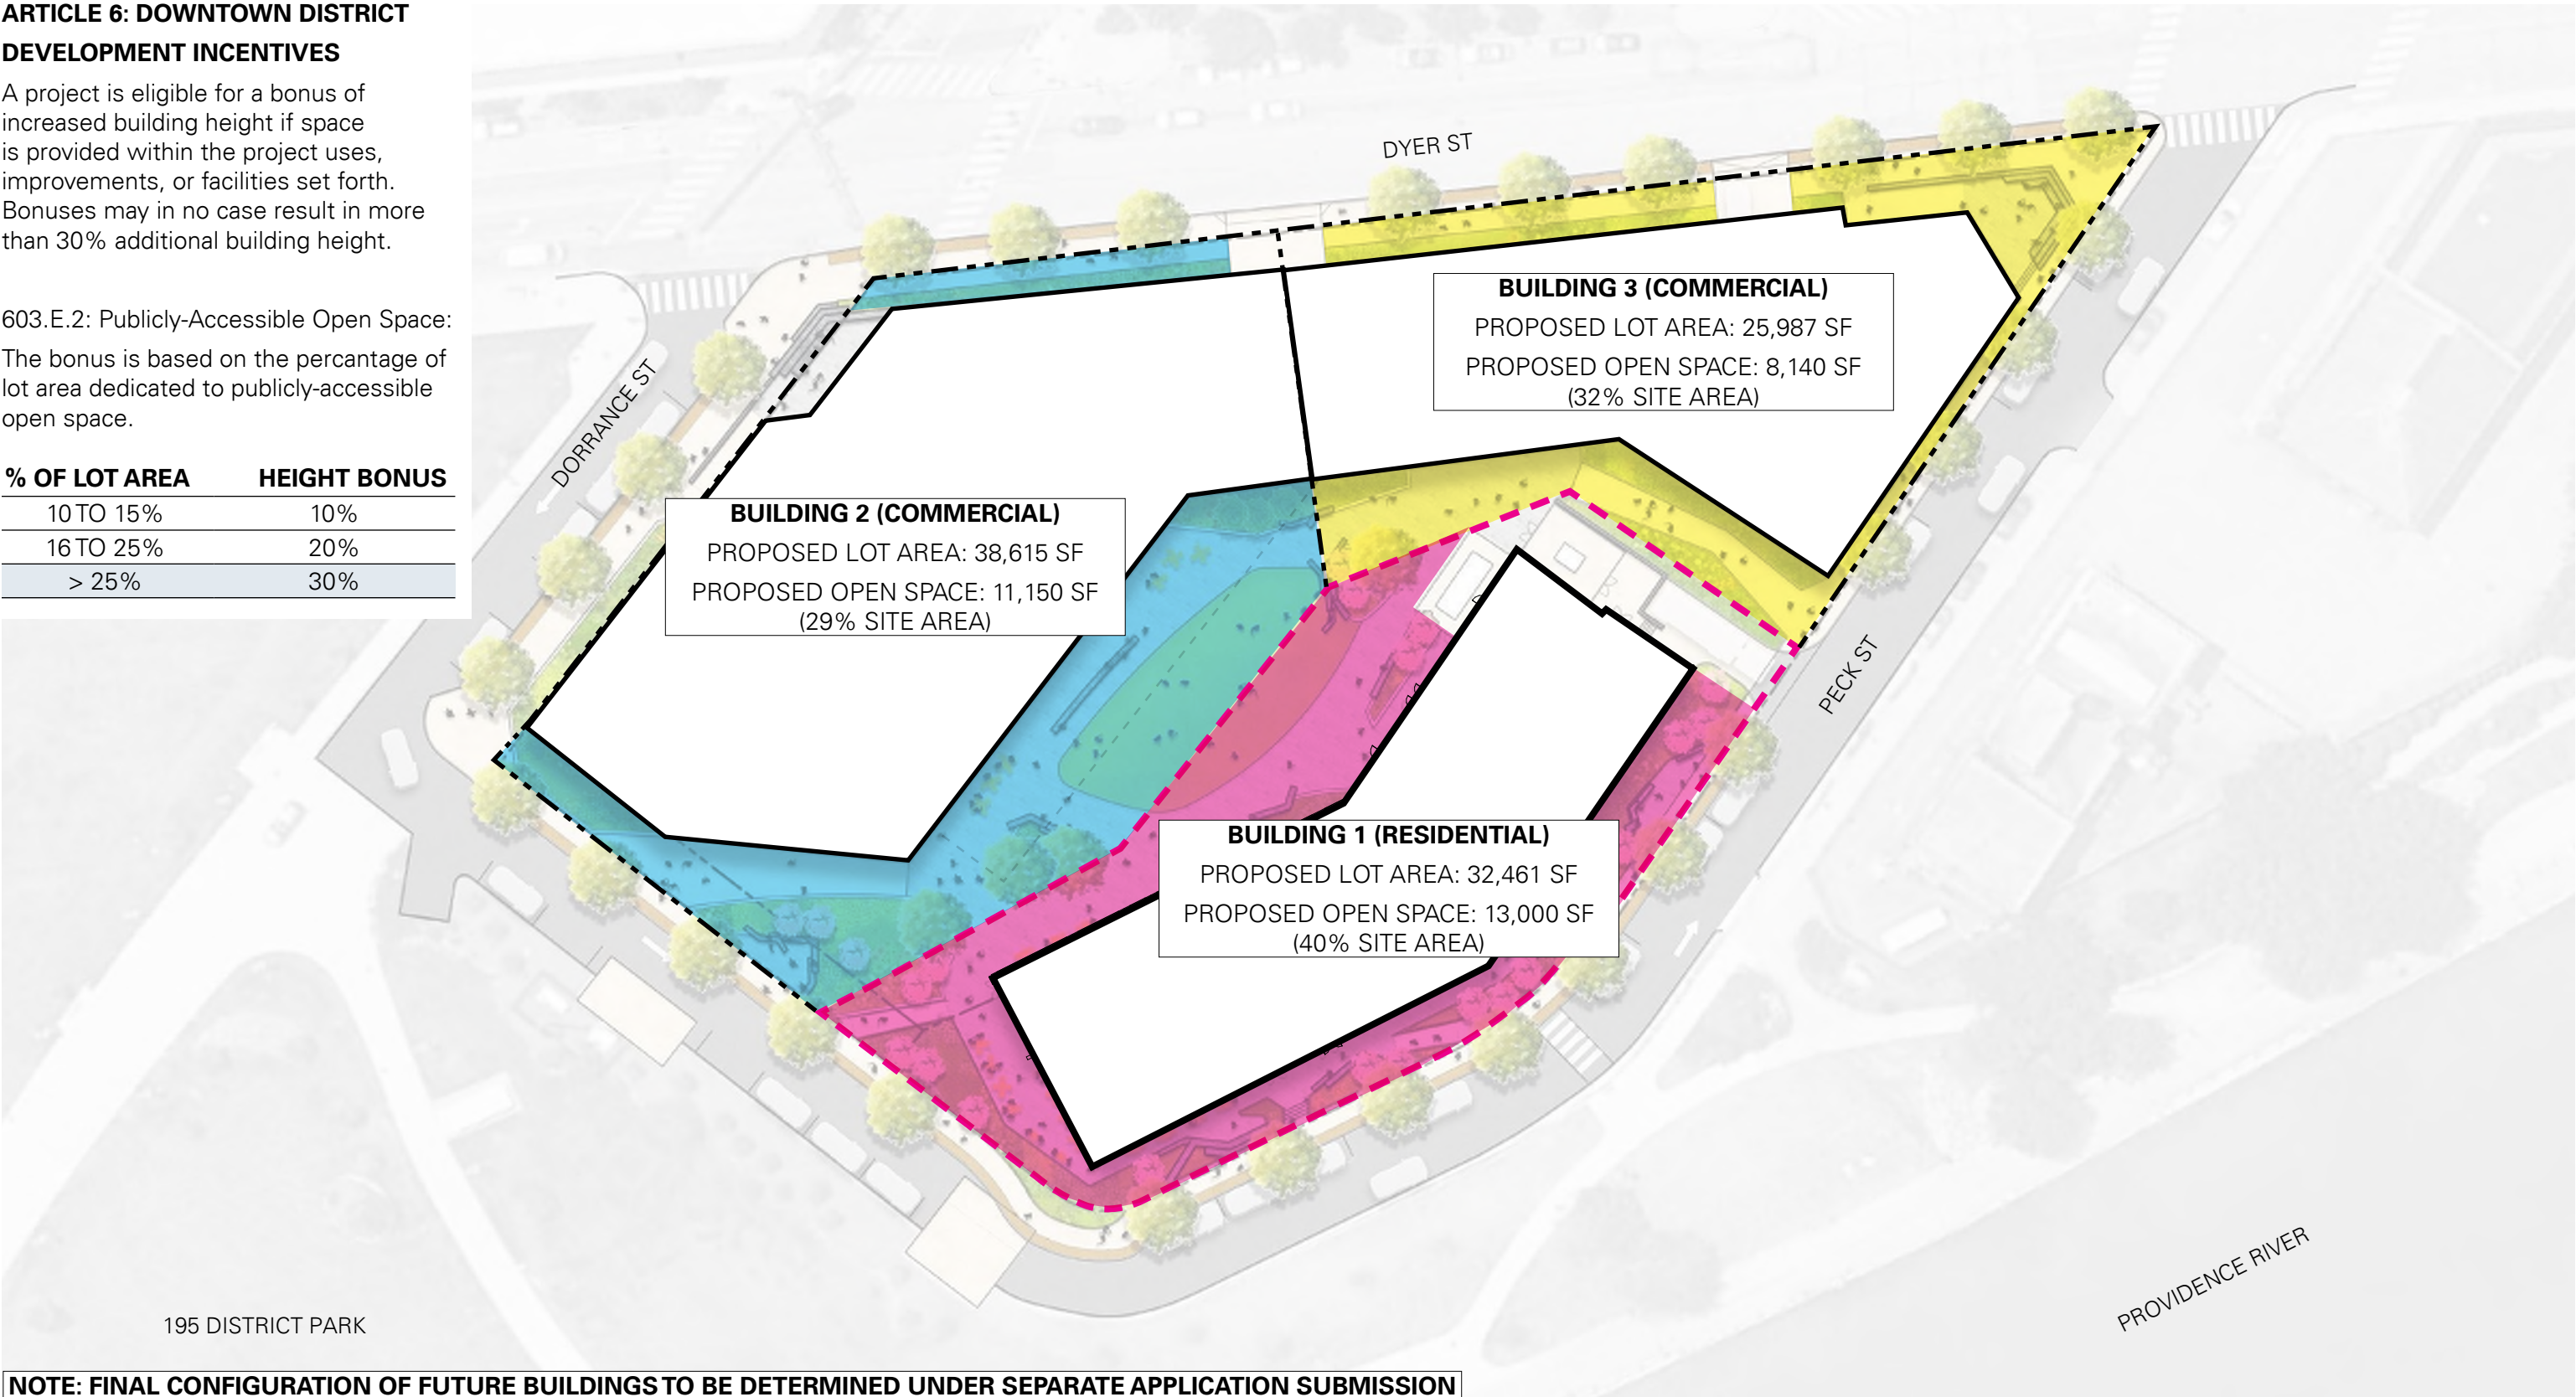 ARTICLE 6: DOWNTOWN DISTRICT
DEVELOPMENT INCENTIVES
A project is eligible for a bonus of
increased building height if space
is provided within the project uses,
improvements, or facilities set forth.
Bonuses may in no case result in more
than 30% additional building height.
603.E.2: Publicly-Accessible Open Space:
The bonus is based on the percantage of
lot area dedicated to publicly-accessible
open space.
% OF LOT AREA HEIGHT BONUS
10 TO 15% 10%
16 TO 25% 20%
> 25% 30%
DYER ST
DORRANCE ST
BUILDING 3 (COMMERCIAL)
PROPOSED LOT AREA: 25,987 SF
PROPOSED OPEN SPACE: 8,140 SF
(32% SITE AREA)
BUILDING 2 (COMMERCIAL)
PROPOSED LOT AREA: 38,615 SF
PROPOSED OPEN SPACE: 11,150 SF
(29% SITE AREA)
PECK ST
BUILDING 1 (RESIDENTIAL)
PROPOSED LOT AREA: 32,461 SF
PROPOSED OPEN SPACE: 13,000 SF
(40% SITE AREA)
PROVIDENCE RIVER
195 DISTRICT PARK
NOTE: FINAL CONFIGURATION OF FUTURE BUILDINGS TO BE DETERMINED UNDER SEPARATE APPLICATION SUBMISSION